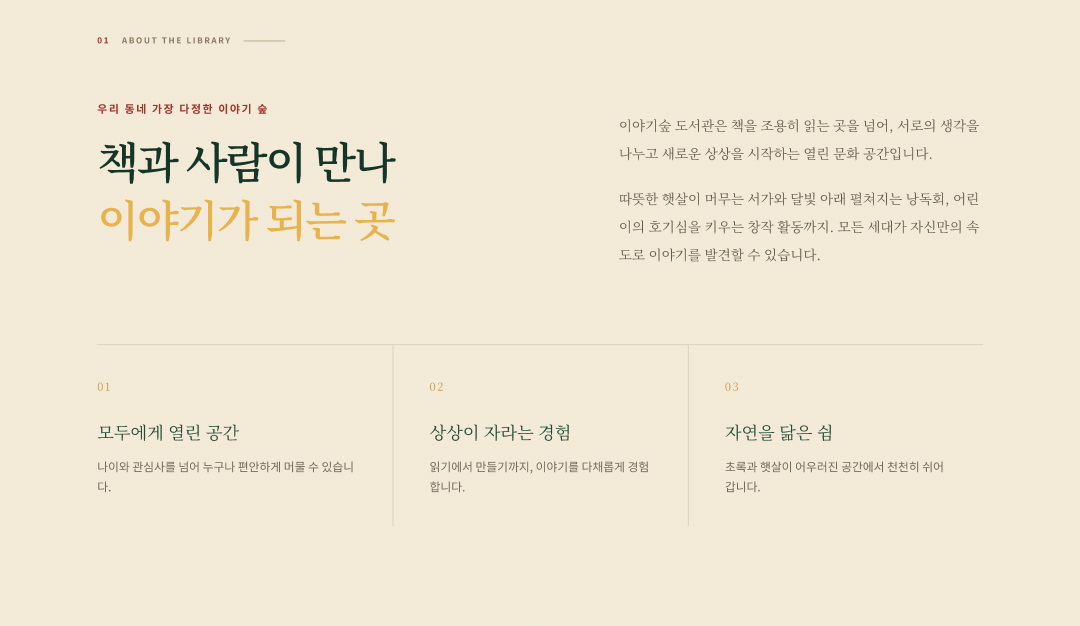 01 ABOUT THE LIBRARY
우리 동네 가장 다정한 이야기 숲
책과 사람이 만나
이야기가 되는 곳
이야기숲 도서관은 책을 조용히 읽는 곳을 넘어, 서로의 생각을
나누고 새로운 상상을 시작하는 열린 문화 공간입니다.
따뜻한 햇살이 머무는 서가와 달빛 아래 펼쳐지는 낭독회, 어린
이의 호기심을 키우는 창작 활동까지. 모든 세대가 자신만의 속
도로 이야기를 발견할 수 있습니다.
01
모두에게 열린 공간
나이와 관심사를 넘어 누구나 편안하게 머물 수 있습니
다.
02
상상이 자라는 경험
읽기에서 만들기까지, 이야기를 다채롭게 경험
합니다.
03
자연을 닮은 쉼
초록과 햇살이 어우러진 공간에서 천천히 쉬어
갑니다.